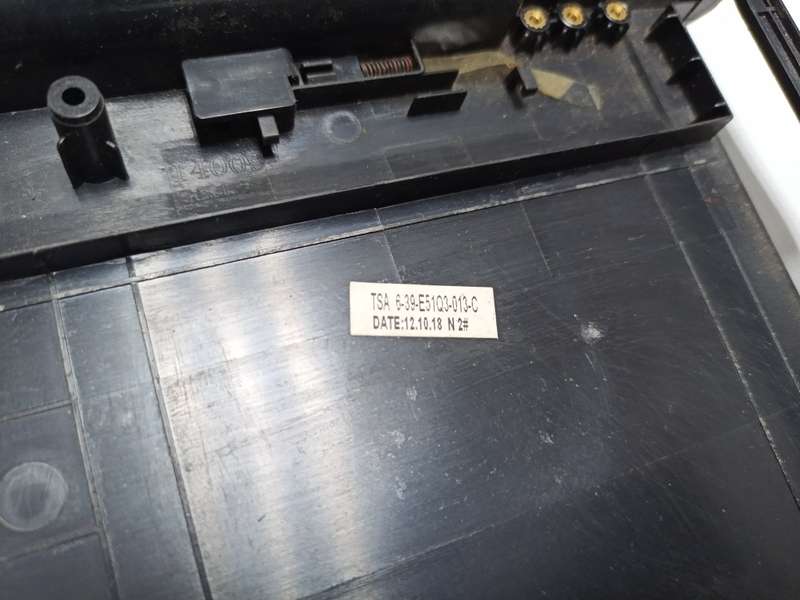 TSA 6-39-E51Q3-013-C
DATE:12.10.18 N 2#